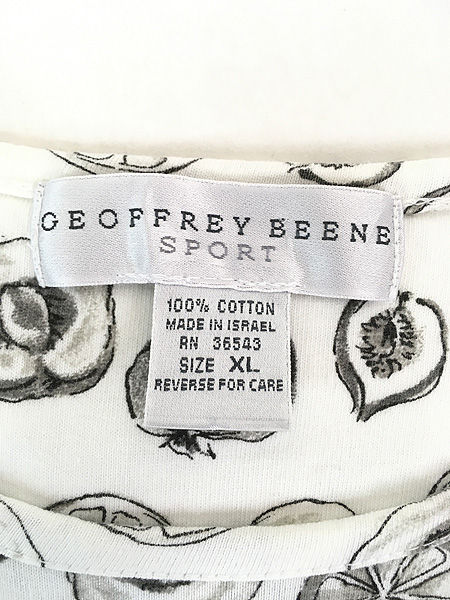 GEOFFREY BEENE
SPORT
100% COTTON
MADE IN ISRAEL
RN 36543
SIZE XL
REVERSE FOR CARE